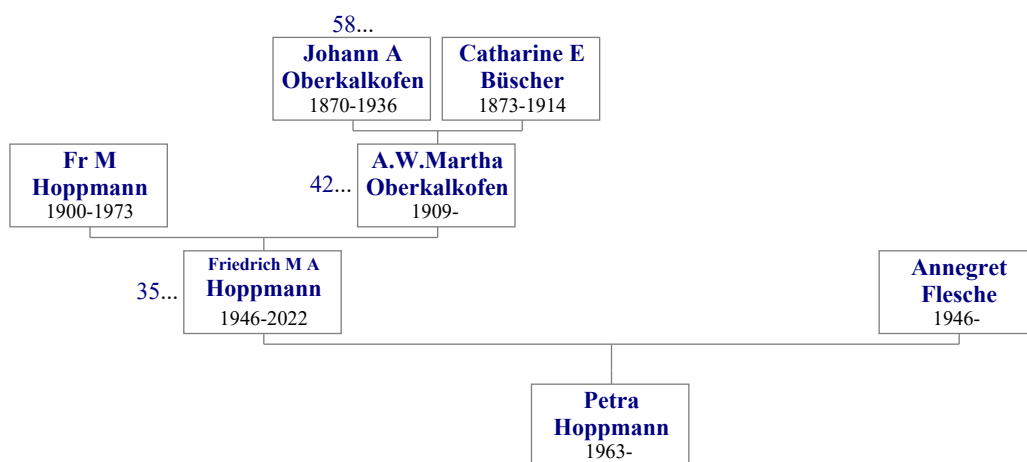 58...
Johann A
Oberkalkofen
1870-1936
Catharine E
Büscher
1873-1914
Fr M
Hoppmann
1900-1973
42...
A.W.Martha
Oberkalkofen
1909-
35...
Friedrich M A
Hoppmann
1946-2022
Annegret
Flesche
1946-
Petra
Hoppmann
1963-